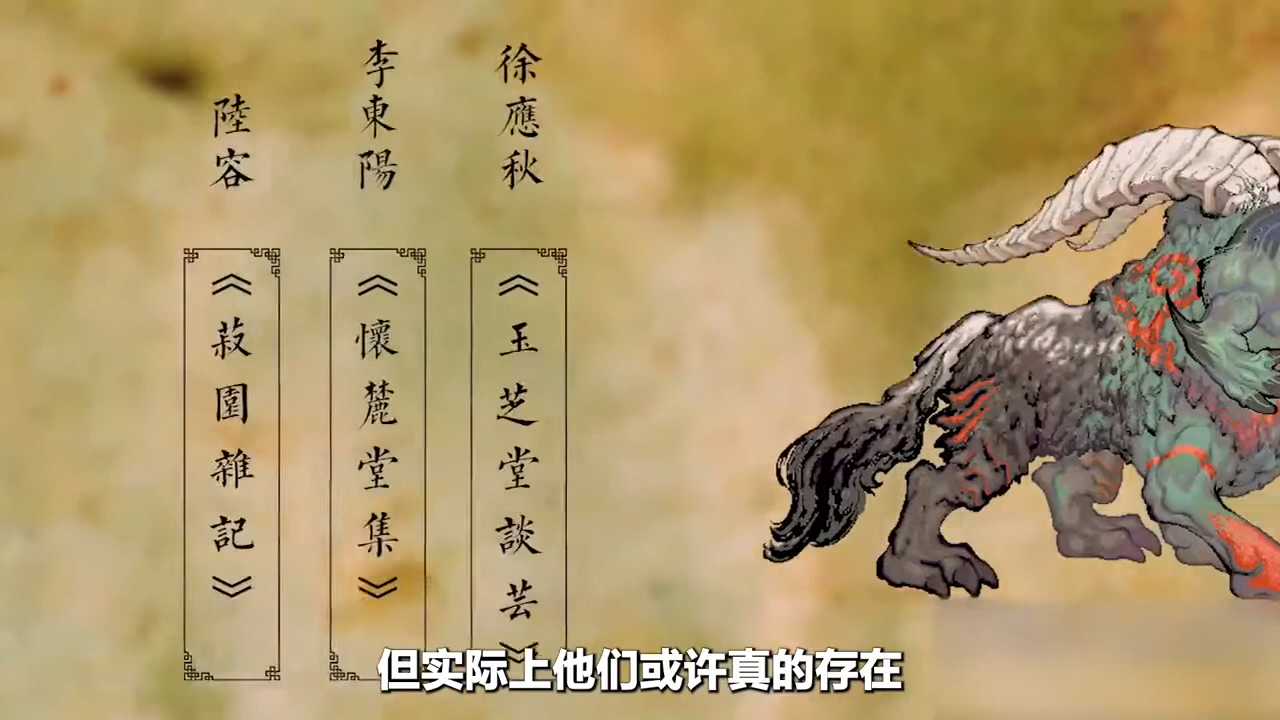 徐應秋
《玉芝堂談芸》
李東陽
《懷麓堂集》
陸容
《菽園雜記》
但实际上他们或许真的存在